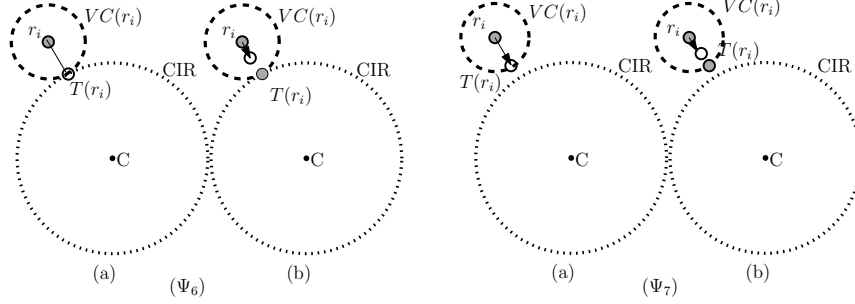 VC(r_i)
r_i
CIR
T(r_i)
C
(a)
VC(r_i)
r_i
CIR
T(r_i)
C
(b)
(Ψ_6)
VC(r_i)
r_i
CIR
T(r_i)
C
(a)
VC(r_i)
r_i
T(r_i)
CIR
C
(b)
(Ψ_7)